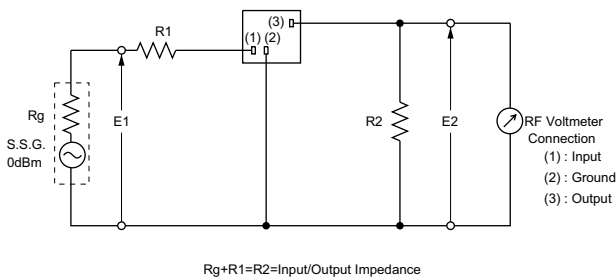 R1
(3)
(1) (2)
Rg
S.S.G.
0dBm
E1
R2
E2
RF Voltmeter
Connection
(1) : Input
(2) : Ground
(3) : Output
Rg+R1=R2=Input/Output Impedance